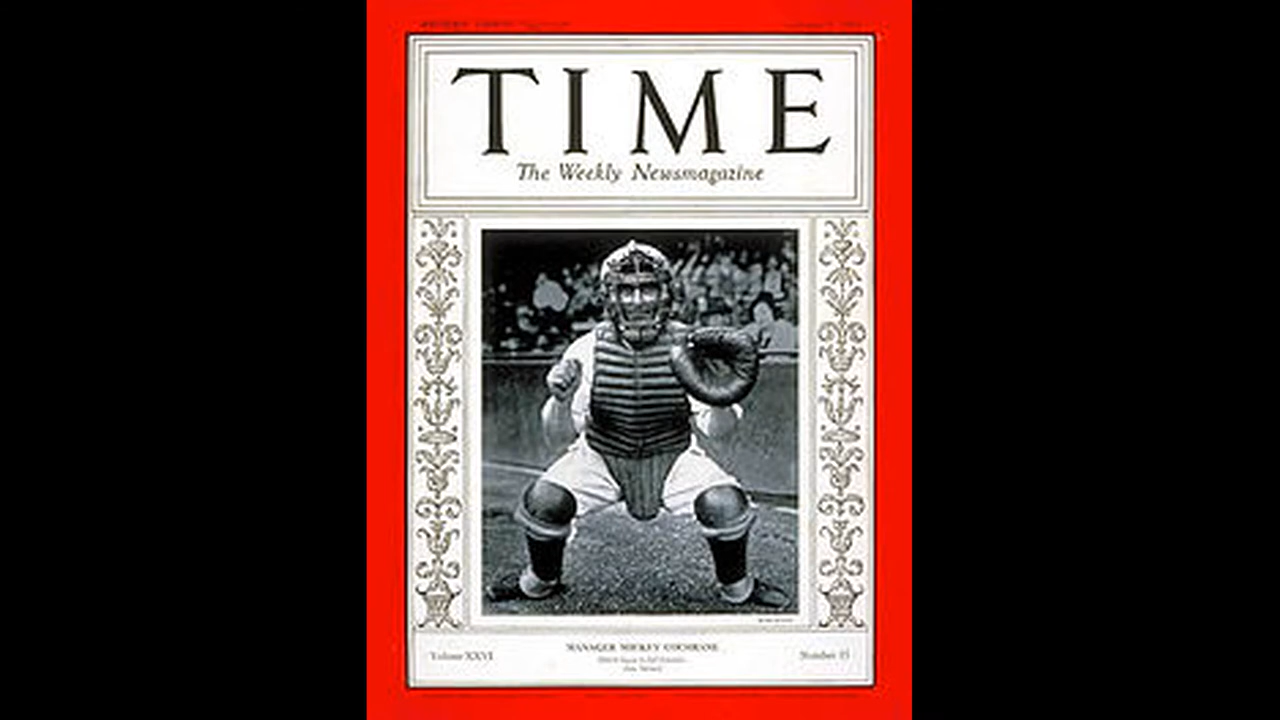 TIME
The Weekly Newsmagazine
MANAGER MICKEY COCHRANE
Volume XXVI
Number 15